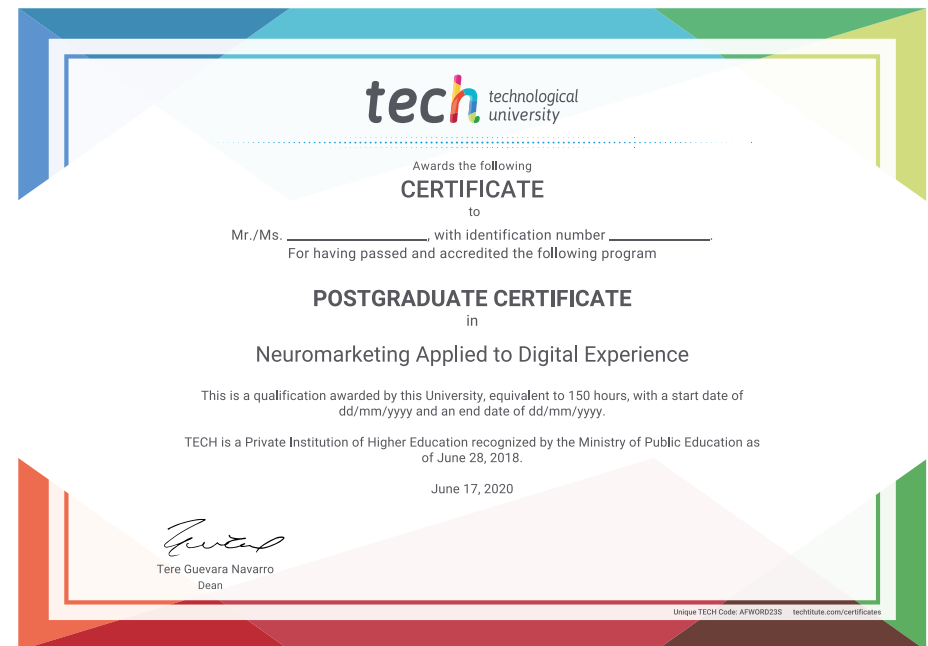 tech technological
university
Awards the following
CERTIFICATE
to
Mr./Ms. ____________________, with identification number ______________.
For having passed and accredited the following program
POSTGRADUATE CERTIFICATE
in
Neuromarketing Applied to Digital Experience
This is a qualification awarded by this University, equivalent to 150 hours, with a start date of
dd/mm/yyyy and an end date of dd/mm/yyyy.
TECH is a Private Institution of Higher Education recognized by the Ministry of Public Education as
of June 28, 2018.
June 17, 2020
Tere Guevara Navarro
Dean
Unique TECH Code: AFWORD23S techtitute.com/certificates